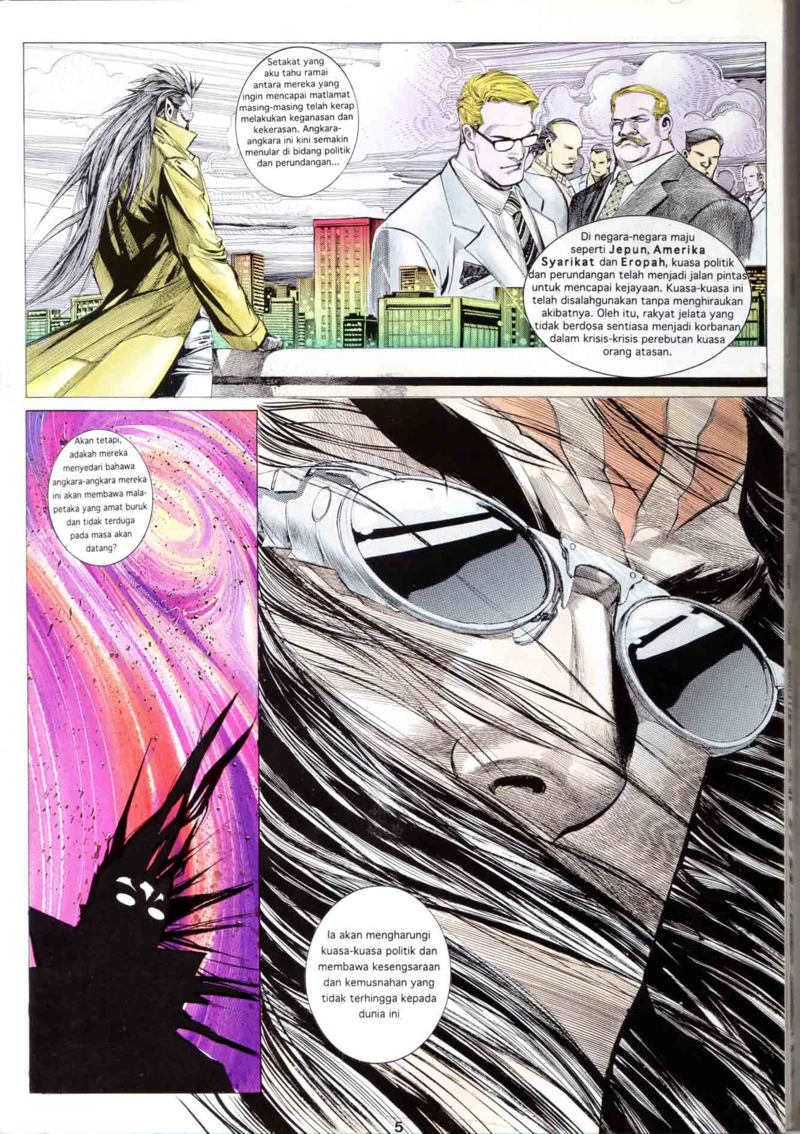 Setakat yang
aku tahu ramai
antara mereka yang
ingin mencapai matlamat
masing-masing telah kerap
melakukan keganasan dan
kekerasan. Angkara-
angkara ini kini semakin
menular di bidang politik
dan perundangan...
Di negara-negara maju
seperti Jepun, Amerika
Syarikat dan Eropah, kuasa politik
dan perundangan telah menjadi jalan pintas
untuk mencapai kejayaan. Kuasa-kuasa ini
telah disalahgunakan tanpa menghiraukan
akibatnya. Oleh itu, rakyat jelata yang
tidak berdosa sentiasa menjadi korbanan
dalam krisis-krisis perebutan kuasa
orang atasan.
Akan tetapi,
adakah mereka
menyedari bahawa
angkara-angkara mereka
ini akan membawa mala-
petaka yang amat buruk
dan tidak terduga
pada masa akan
datang?
Ia akan mengharungi
kuasa-kuasa politik dan
membawa kesengsaraan
dan kemusnahan yang
tidak terhingga kepada
dunia ini
5